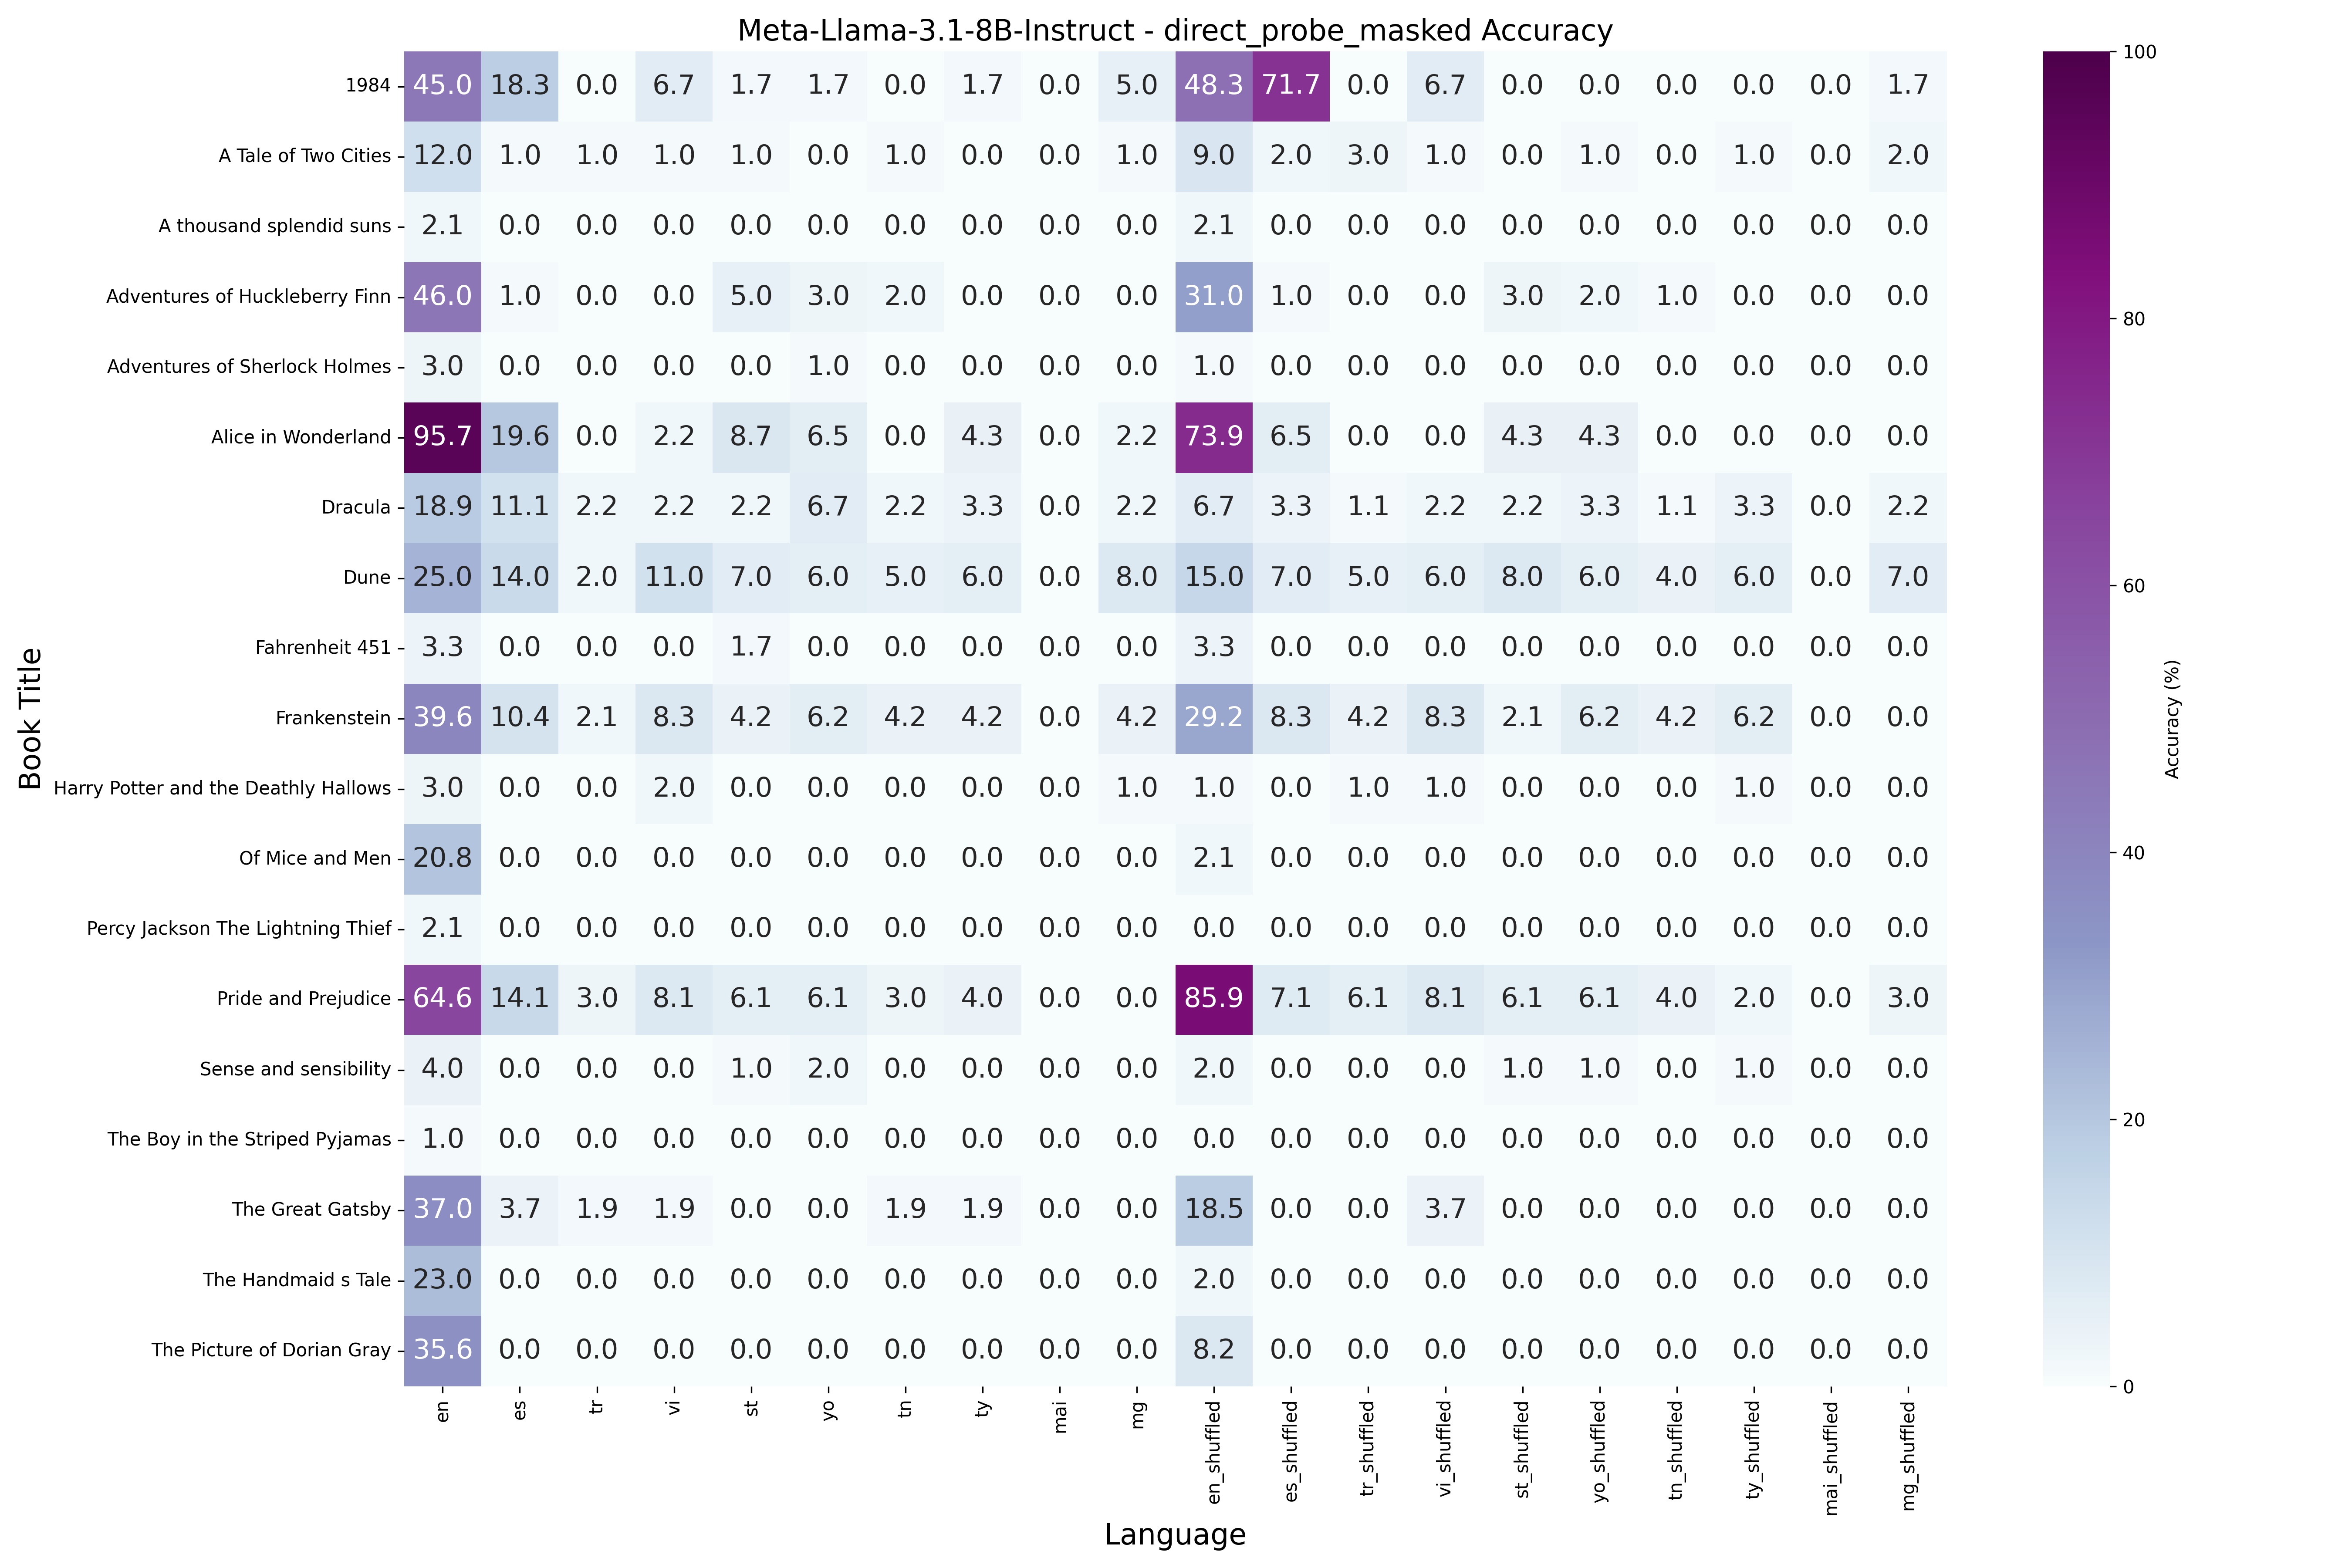 Meta-Llama-3.1-8B-Instruct - direct_probe_masked Accuracy
Book Title
1984 45.0 18.3 0.0 6.7 1.7 1.7 0.0 1.7 0.0 5.0 48.3 71.7 0.0 6.7 0.0 0.0 0.0 0.0 0.0 1.7
A Tale of Two Cities 12.0 1.0 1.0 1.0 1.0 0.0 1.0 0.0 0.0 1.0 9.0 2.0 3.0 1.0 0.0 1.0 0.0 1.0 0.0 2.0
A thousand splendid suns 2.1 0.0 0.0 0.0 0.0 0.0 0.0 0.0 0.0 0.0 2.1 0.0 0.0 0.0 0.0 0.0 0.0 0.0 0.0 0.0
Adventures of Huckleberry Finn 46.0 1.0 0.0 0.0 5.0 3.0 2.0 0.0 0.0 0.0 31.0 1.0 0.0 0.0 3.0 2.0 1.0 0.0 0.0 0.0
Adventures of Sherlock Holmes 3.0 0.0 0.0 0.0 0.0 1.0 0.0 0.0 0.0 0.0 1.0 0.0 0.0 0.0 0.0 0.0 0.0 0.0 0.0 0.0
Alice in Wonderland 95.7 19.6 0.0 2.2 8.7 6.5 0.0 4.3 0.0 2.2 73.9 6.5 0.0 0.0 4.3 4.3 0.0 0.0 0.0 0.0
Dracula 18.9 11.1 2.2 2.2 2.2 6.7 2.2 3.3 0.0 2.2 6.7 3.3 1.1 2.2 2.2 3.3 1.1 3.3 0.0 2.2
Dune 25.0 14.0 2.0 11.0 7.0 6.0 5.0 6.0 0.0 8.0 15.0 7.0 5.0 6.0 8.0 6.0 4.0 6.0 0.0 7.0
Fahrenheit 451 3.3 0.0 0.0 0.0 1.7 0.0 0.0 0.0 0.0 0.0 3.3 0.0 0.0 0.0 0.0 0.0 0.0 0.0 0.0 0.0
Frankenstein 39.6 10.4 2.1 8.3 4.2 6.2 4.2 4.2 0.0 4.2 29.2 8.3 4.2 8.3 2.1 6.2 4.2 6.2 0.0 0.0
Harry Potter and the Deathly Hallows 3.0 0.0 0.0 2.0 0.0 0.0 0.0 0.0 0.0 1.0 1.0 0.0 1.0 1.0 0.0 0.0 0.0 1.0 0.0 0.0
Of Mice and Men 20.8 0.0 0.0 0.0 0.0 0.0 0.0 0.0 0.0 0.0 2.1 0.0 0.0 0.0 0.0 0.0 0.0 0.0 0.0 0.0
Percy Jackson The Lightning Thief 2.1 0.0 0.0 0.0 0.0 0.0 0.0 0.0 0.0 0.0 0.0 0.0 0.0 0.0 0.0 0.0 0.0 0.0 0.0 0.0
Pride and Prejudice 64.6 14.1 3.0 8.1 6.1 6.1 3.0 4.0 0.0 0.0 85.9 7.1 6.1 8.1 6.1 6.1 4.0 2.0 0.0 3.0
Sense and sensibility 4.0 0.0 0.0 0.0 1.0 2.0 0.0 0.0 0.0 0.0 2.0 0.0 0.0 0.0 1.0 1.0 0.0 1.0 0.0 0.0
The Boy in the Striped Pyjamas 1.0 0.0 0.0 0.0 0.0 0.0 0.0 0.0 0.0 0.0 0.0 0.0 0.0 0.0 0.0 0.0 0.0 0.0 0.0 0.0
The Great Gatsby 37.0 3.7 1.9 1.9 0.0 0.0 1.9 1.9 0.0 0.0 18.5 0.0 0.0 3.7 0.0 0.0 0.0 0.0 0.0 0.0
The Handmaid s Tale 23.0 0.0 0.0 0.0 0.0 0.0 0.0 0.0 0.0 0.0 2.0 0.0 0.0 0.0 0.0 0.0 0.0 0.0 0.0 0.0
The Picture of Dorian Gray 35.6 0.0 0.0 0.0 0.0 0.0 0.0 0.0 0.0 0.0 8.2 0.0 0.0 0.0 0.0 0.0 0.0 0.0 0.0 0.0
en es tr vi st yo tn ty mai mg en_shuffled es_shuffled tr_shuffled vi_shuffled st_shuffled yo_shuffled tn_shuffled ty_shuffled mai_shuffled mg_shuffled
Language
100
80
60
40
20
0
Accuracy (%)